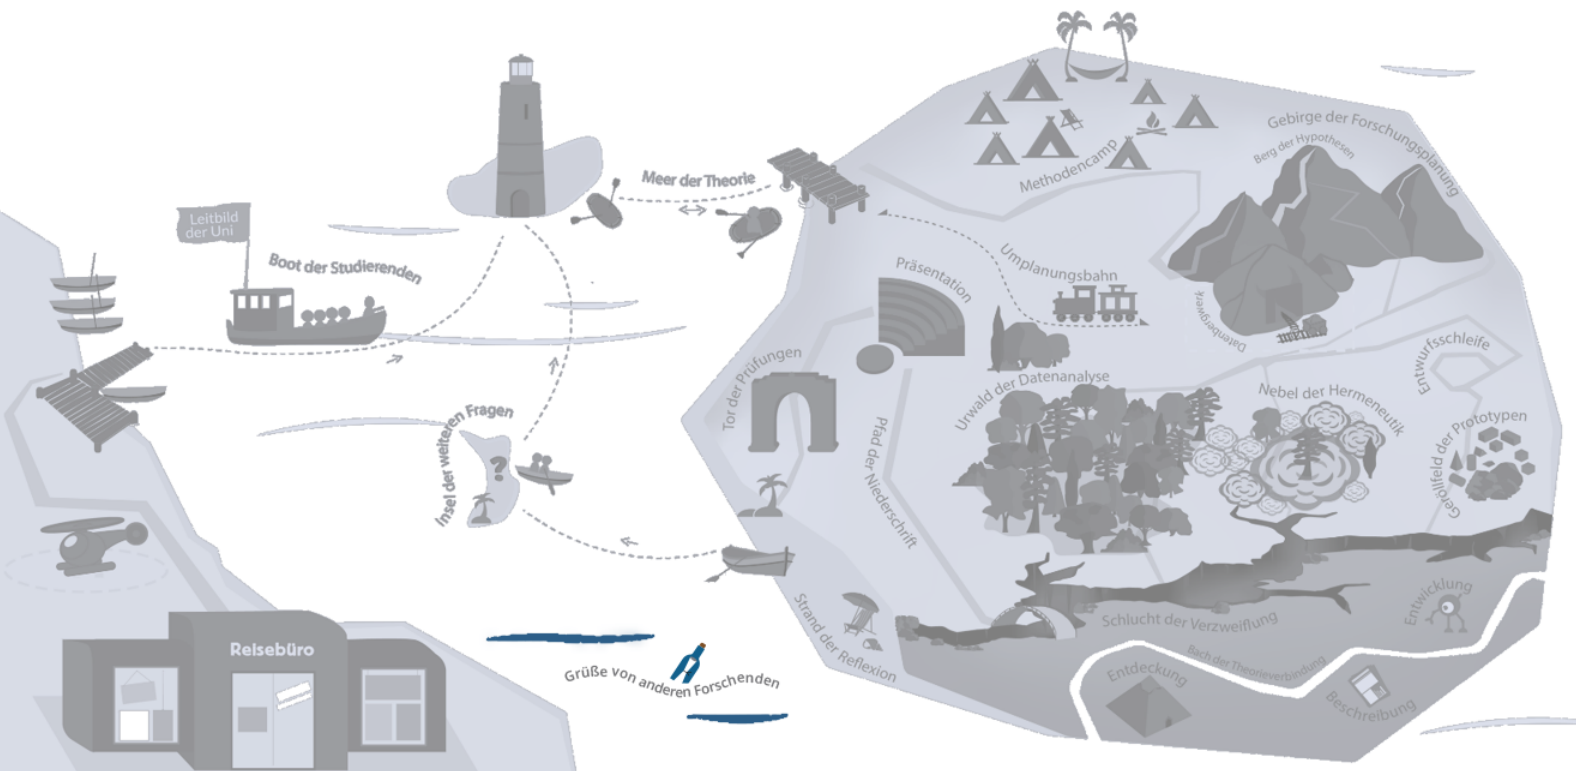 Methodencamp
Gebirge der Forschungsplanung
Berg der Hypothesen
Meer der Theorie
Leitbild
der Uni
Boot der Studierenden
Umplanungsbahn
Präsentation
Datenbergwerk
Entwurfsschleife
Tor der Prüfungen
Urwald der Datenanalyse
Nebel der Hermeneutik
Insel der weiteren Fragen
?
Pfad der Niederschrift
Geröllfeld der Prototypen
Strand der Reflexion
Schlucht der Verzweiflung
Entwicklung
Reisebüro
Bach der Theorieverbindung
Entdeckung
Beschreibung
Grüße von anderen Forschenden